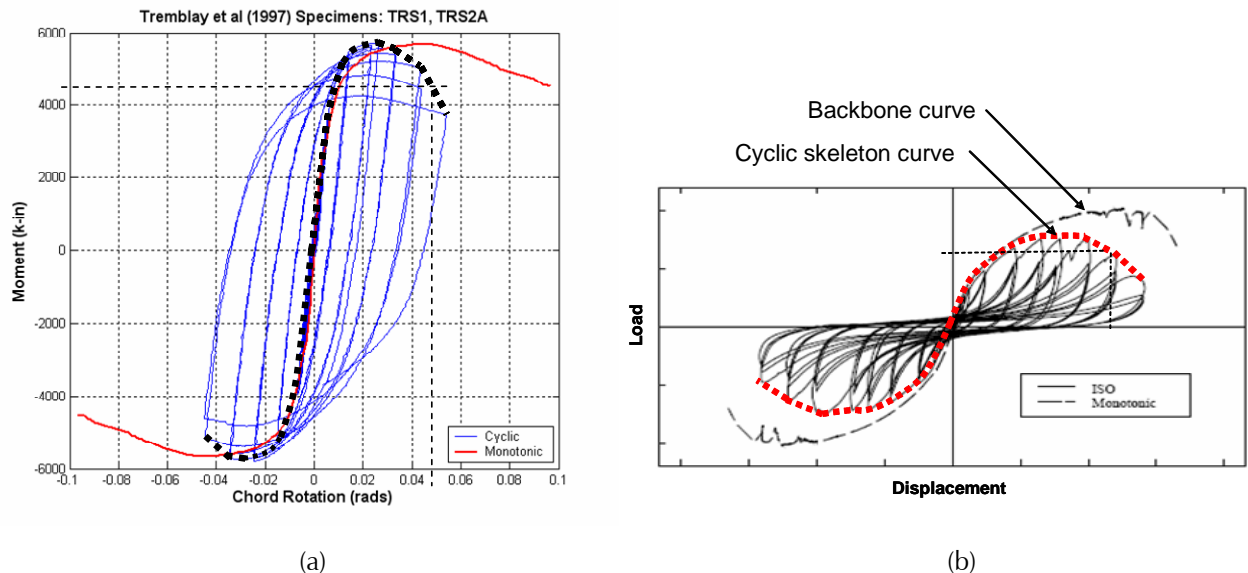 Tremblay et al (1997) Specimens: TRS1, TRS2A
6000
4000
2000
0
-2000
-4000
-6000
Moment (k-in)
-0.1 -0.08 -0.06 -0.04 -0.02 0 0.02 0.04 0.06 0.08 0.1
Chord Rotation (rads)
Cyclic
Monotonic
(a)
Backbone curve
Cyclic skeleton curve
Load
ISO
Monotonic
Displacement
(b)